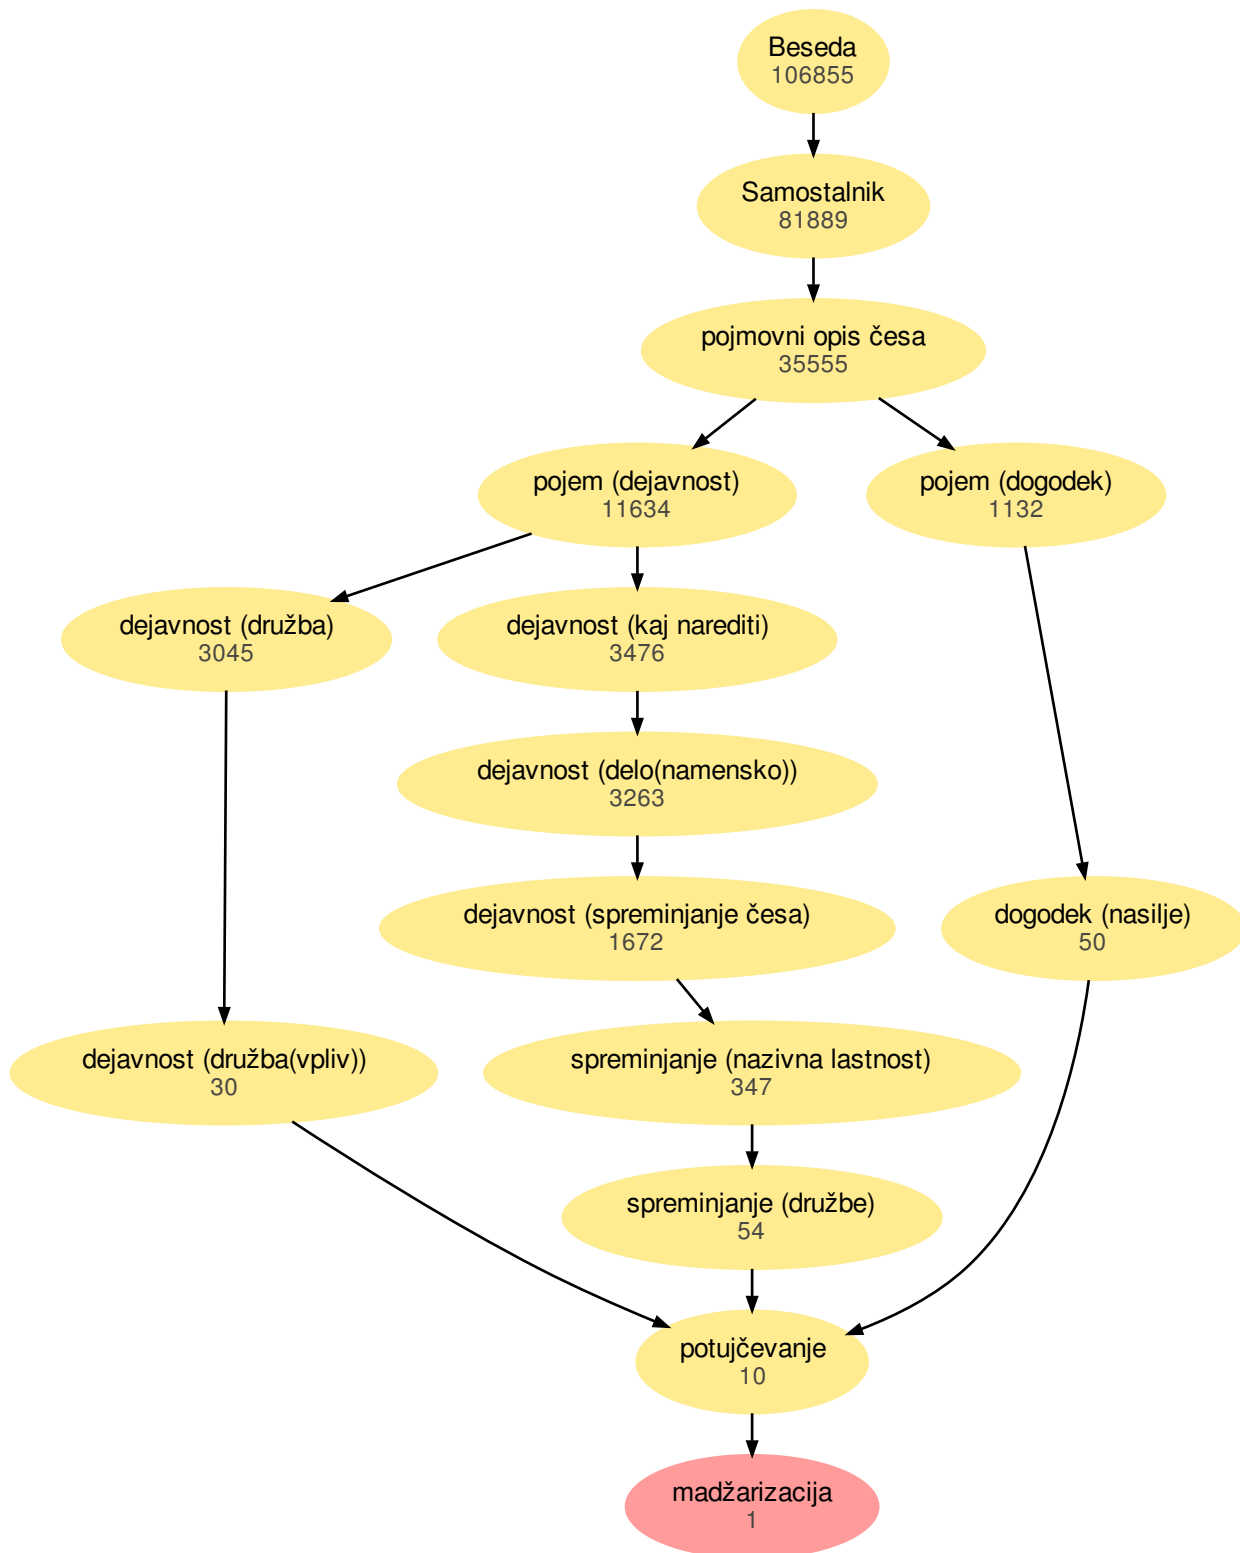 Beseda
106855
Samostalnik
81889
pojmovni opis česa
35555
pojem (dejavnost)
11634
pojem (dogodek)
1132
dejavnost (družba)
3045
dejavnost (kaj narediti)
3476
dejavnost (delo(namensko))
3263
dejavnost (spreminjanje česa)
1672
dogodek (nasilje)
50
dejavnost (družba(vpliv))
30
spreminjanje (nazivna lastnost)
347
spreminjanje (družbe)
54
potujčevanje
10
madžarizacija
1